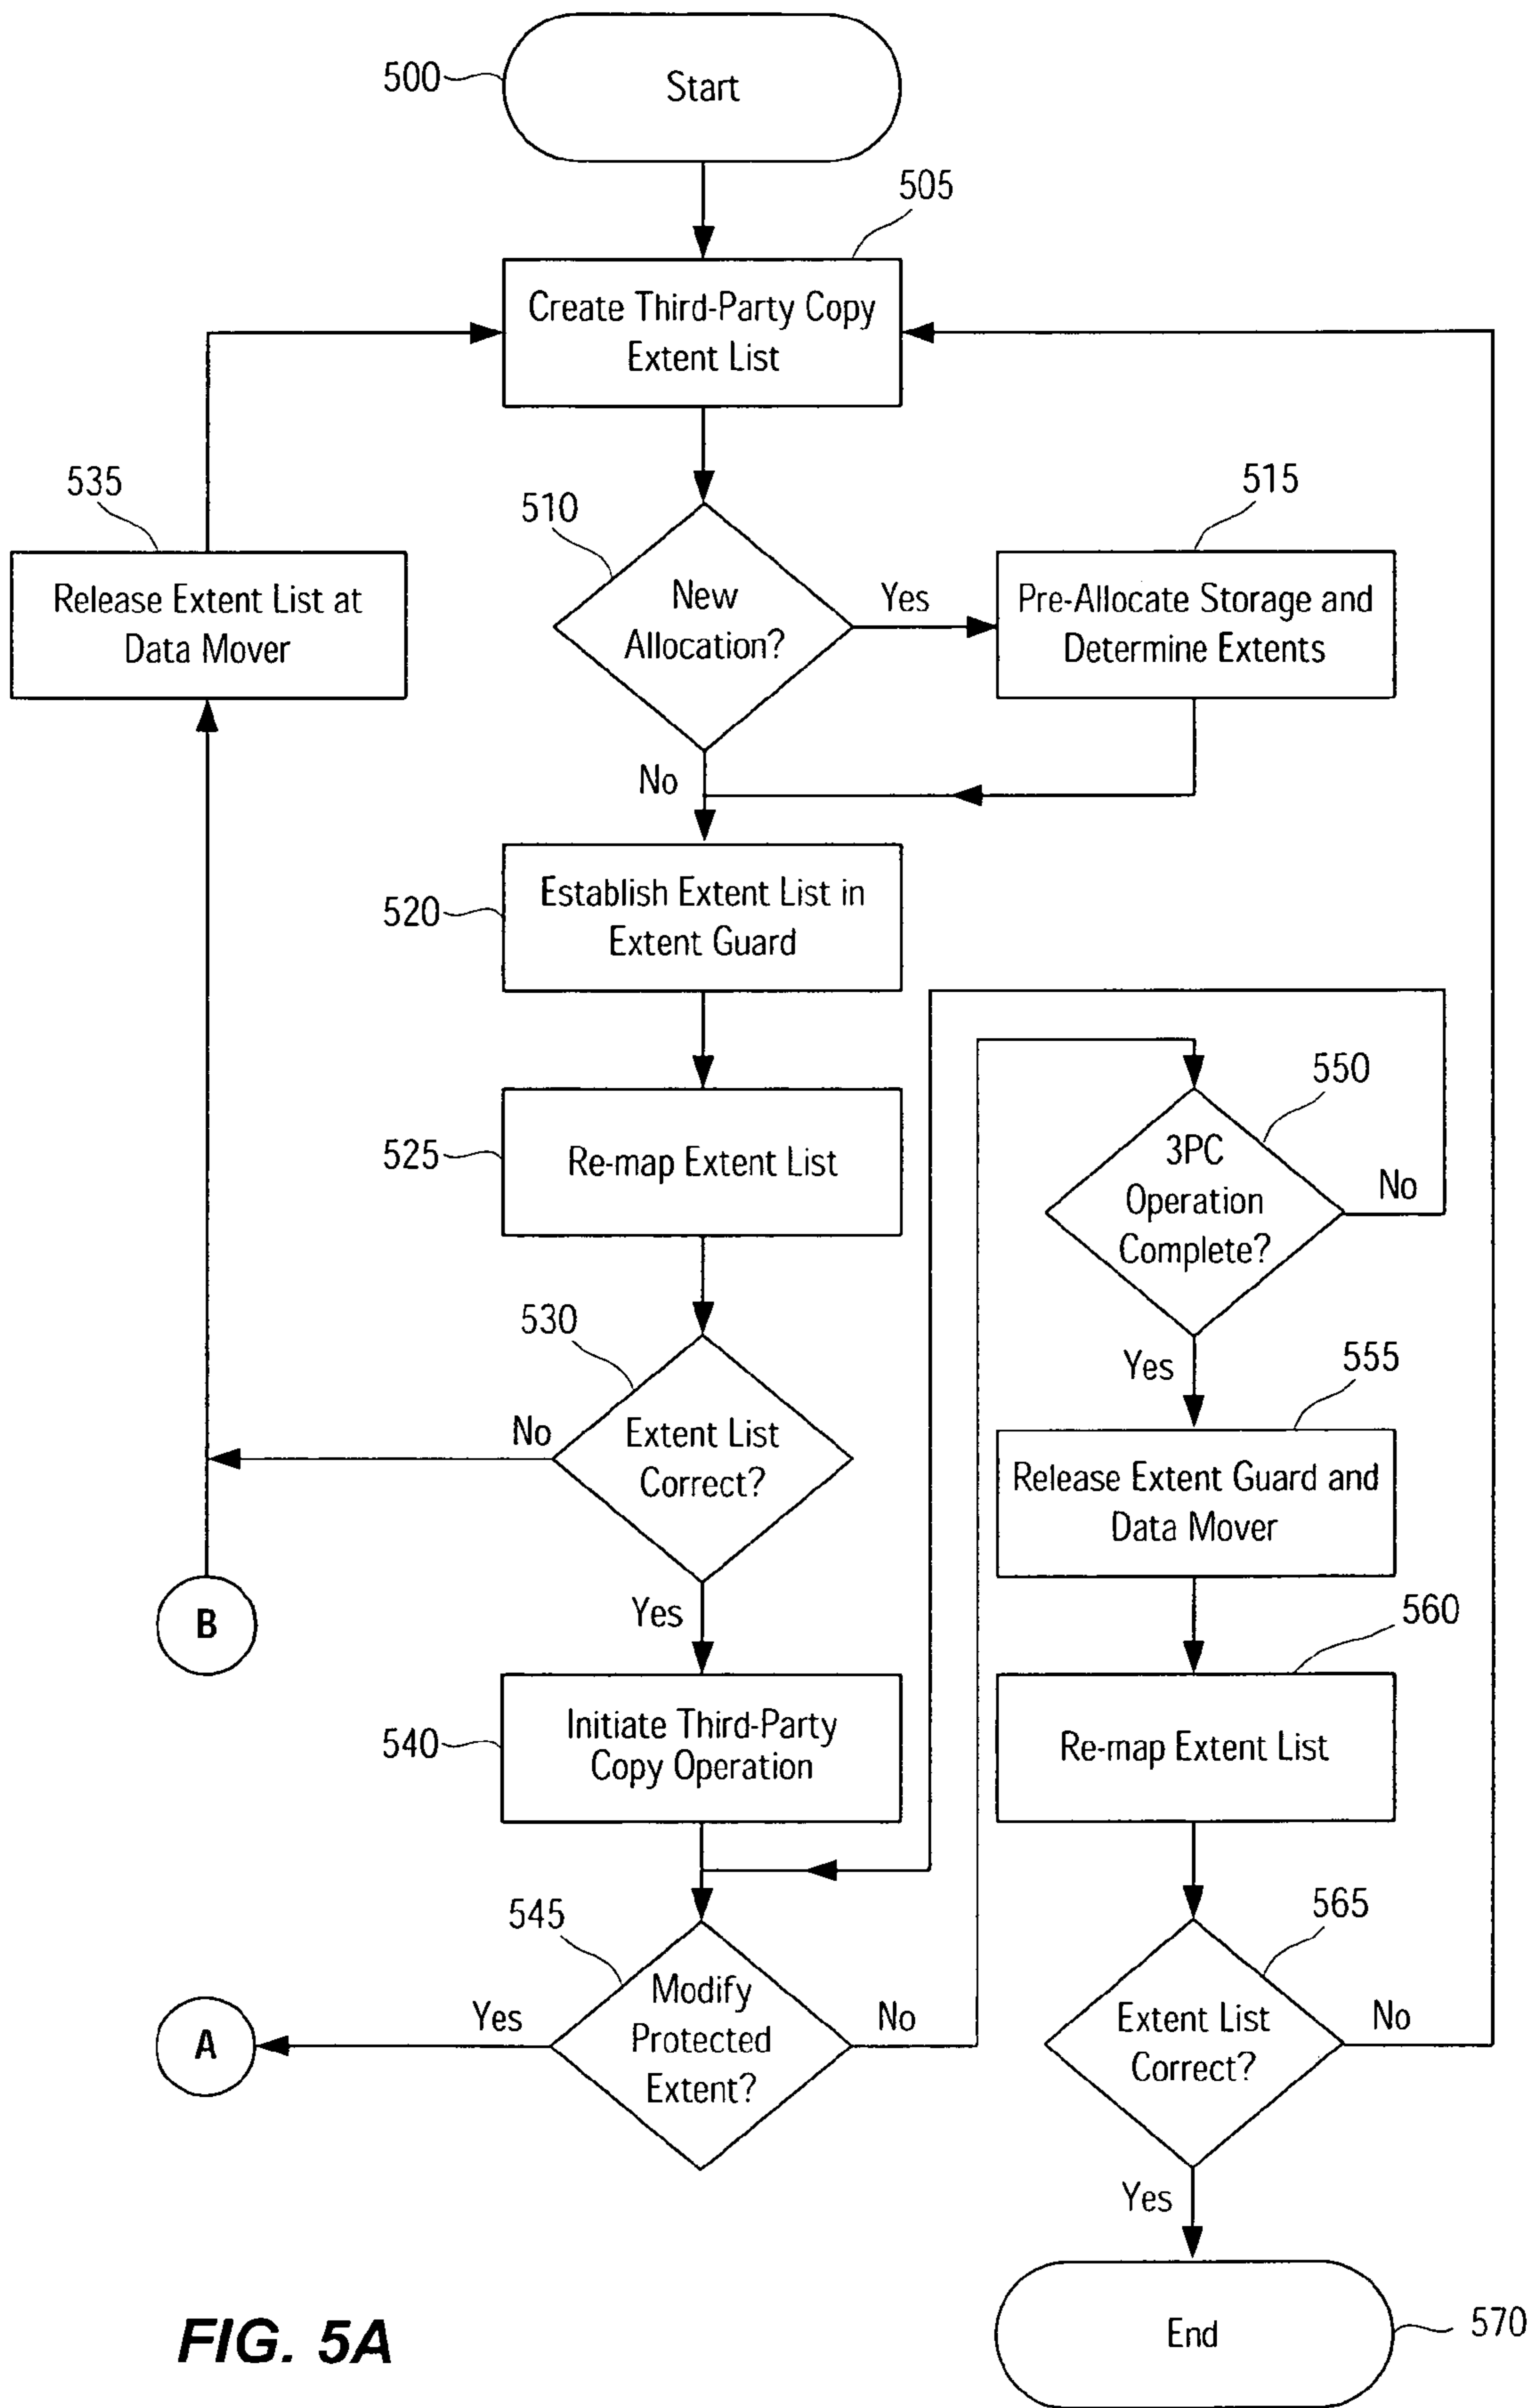 500
Start
505
Create Third-Party Copy
Extent List
535
Release Extent List at
Data Mover
510
New
Allocation?
Yes
515
Pre-Allocate Storage and
Determine Extents
No
520
Establish Extent List in
Extent Guard
525
Re-map Extent List
530
Extent List
Correct?
No
Yes
B
540
Initiate Third-Party
Copy Operation
545
Modify
Protected
Extent?
Yes
A
No
550
3PC
Operation
Complete?
No
Yes
555
Release Extent Guard and
Data Mover
560
Re-map Extent List
565
Extent List
Correct?
No
Yes
End
570
FIG. 5A